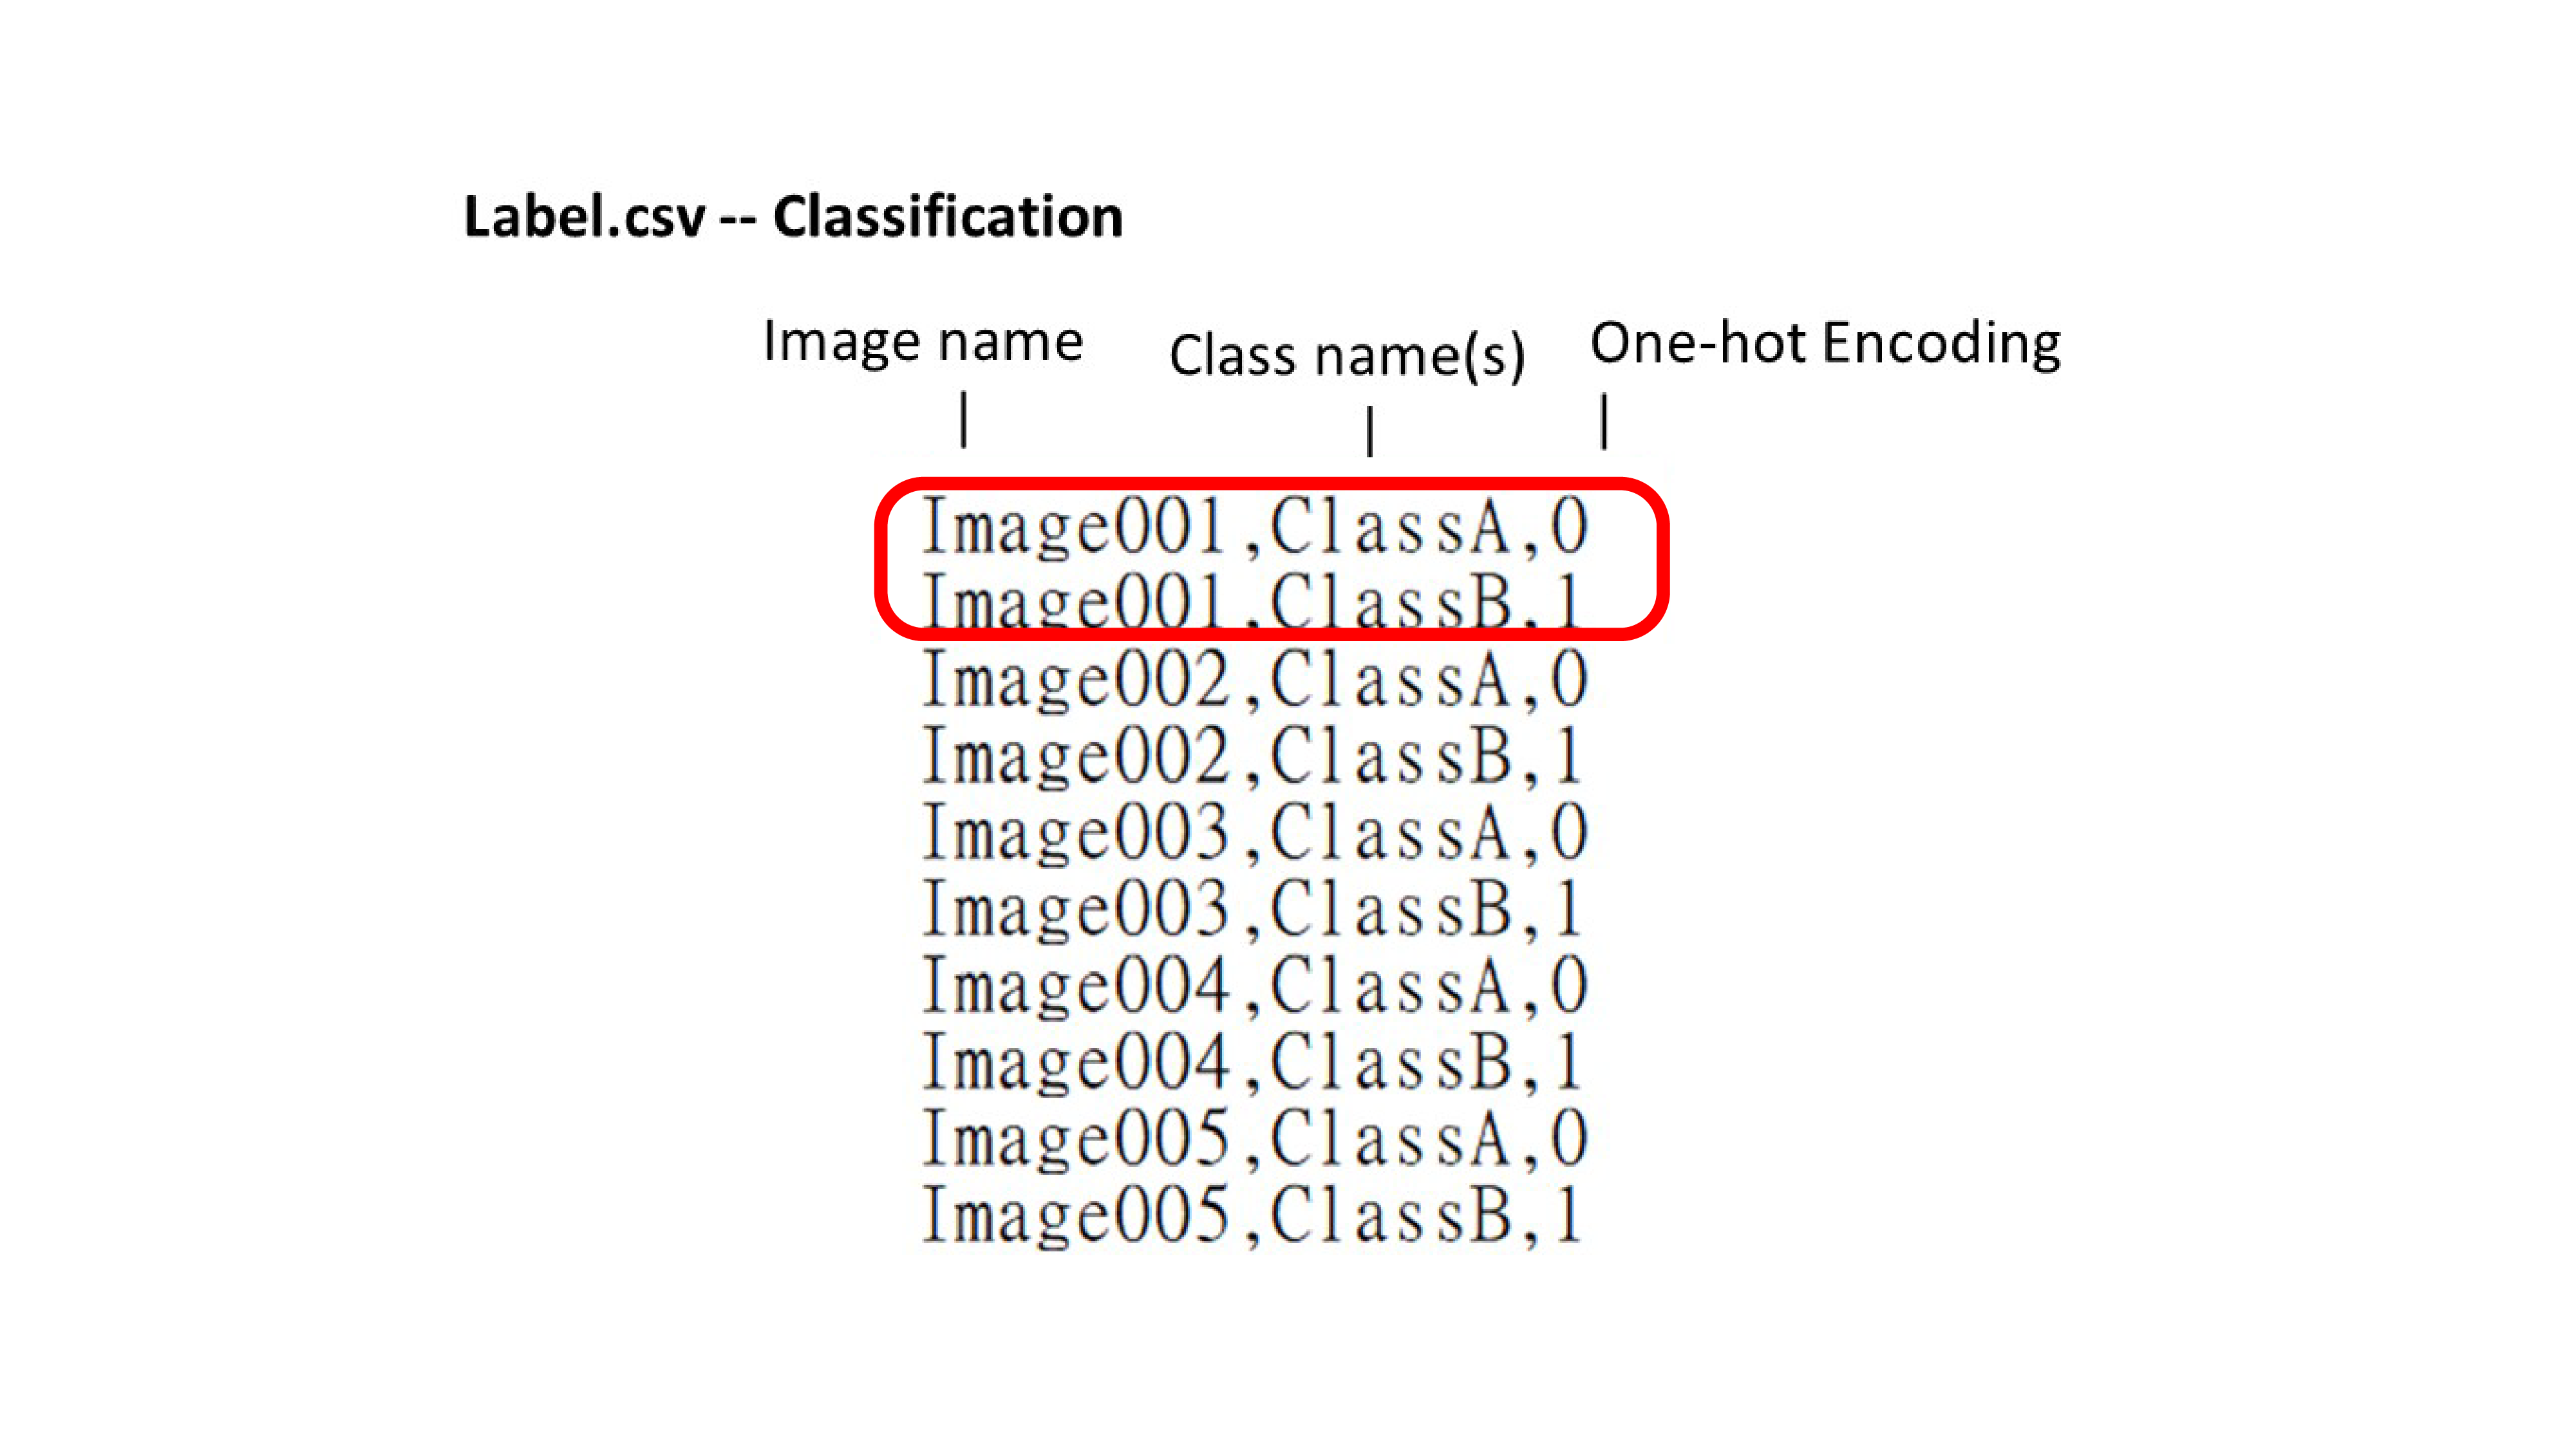 Label.csv -- Classification
Image name Class name(s) One-hot Encoding
Image001,ClassA,0
Image001,ClassB,1
Image002,ClassA,0
Image002,ClassB,1
Image003,ClassA,0
Image003,ClassB,1
Image004,ClassA,0
Image004,ClassB,1
Image005,ClassA,0
Image005,ClassB,1